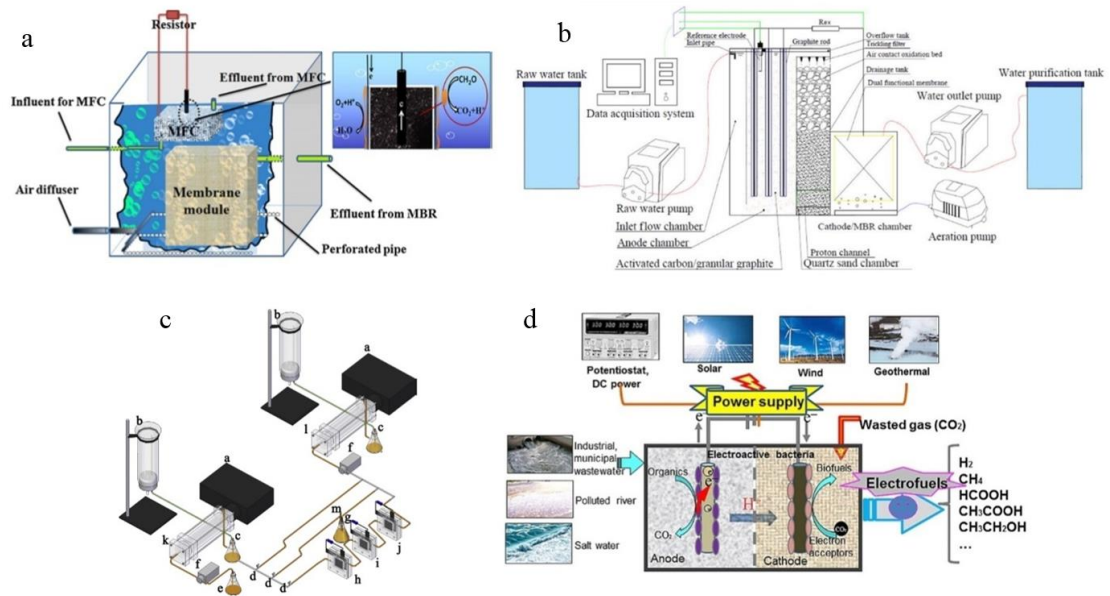 a
Resistor
Effluent from MFC
Influent for MFC
MFC
Air diffuser
Membrane
module
Effluent from MBR
Perforated pipe
O₂+H⁺
H₂O
e
CH₂O
CO₂+H⁺
b
Res
Reference electrode
Inlet pipe
Graphite rod
Overflow tank
Trickling filter
Air contact oxidation bed
Drainage tank
Dual functional membrane
Raw water tank
Data acquisition system
Water outlet pump
Water purification tank
Raw water pump
Inlet flow chamber
Anode chamber
Activated carbon/granular graphite
Cathode/MBR chamber
Aeration pump
Proton channel
Quartz sand chamber
c
b
a
l
c
f
b
a
k
c
f
e
d
d
d
m
g
h
i
j
d
Potentiostat,
DC power
Solar
Wind
Geothermal
Power supply
e⁻
e⁻
Wasted gas (CO₂)
Industrial,
municipal
wastewater
Polluted river
Salt water
Electroactive bacteria
Organics
CO₂
Anode
H
Cathode
Biofuels
CO₂
Electron
acceptors
Electrofuels
H₂
CH₄
HCOOH
CH₃COOH
CH₃CH₂OH
...